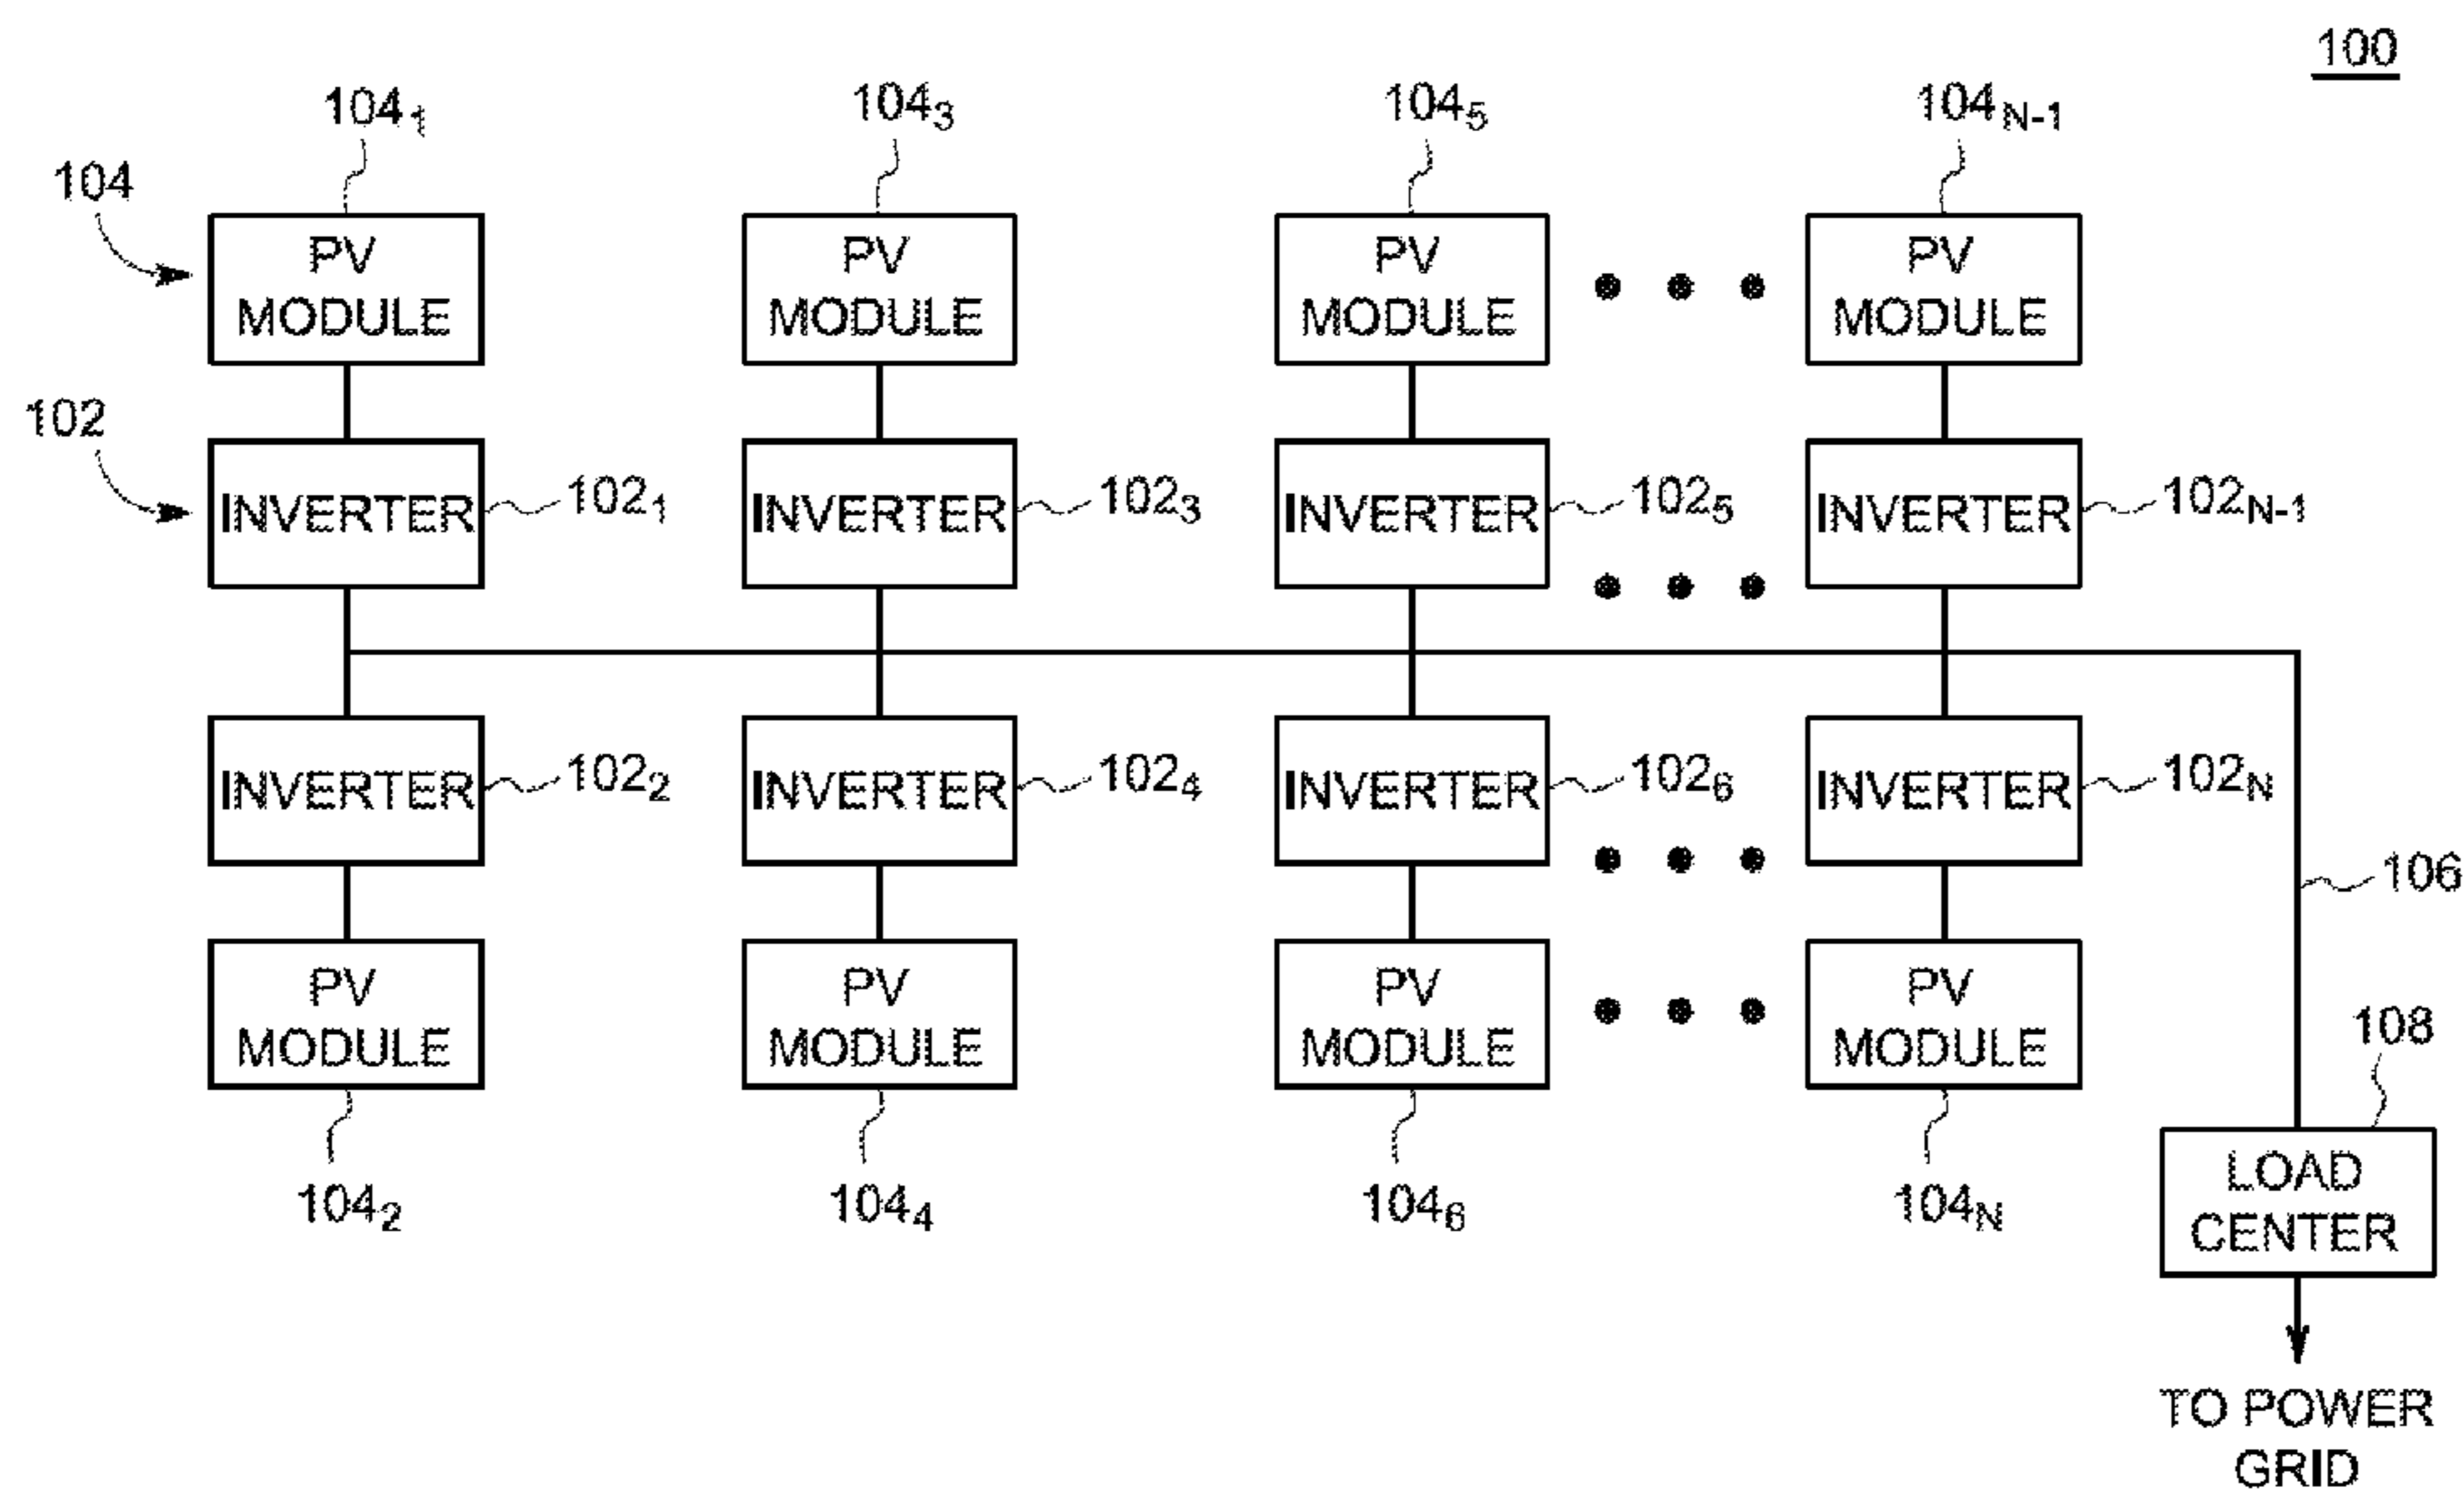 100
104₁ 104₃ 104₅ 104N-1
104
PV PV PV PV
MODULE MODULE MODULE MODULE
102
INVERTER 102₁ INVERTER 102₃ INVERTER 102₅ INVERTER 102N-1
INVERTER 102₂ INVERTER 102₄ INVERTER 102₆ INVERTER 102N
106
PV PV PV PV
MODULE MODULE MODULE MODULE
108
104₂ 104₄ 104₆ 104N
LOAD
CENTER
TO POWER
GRID